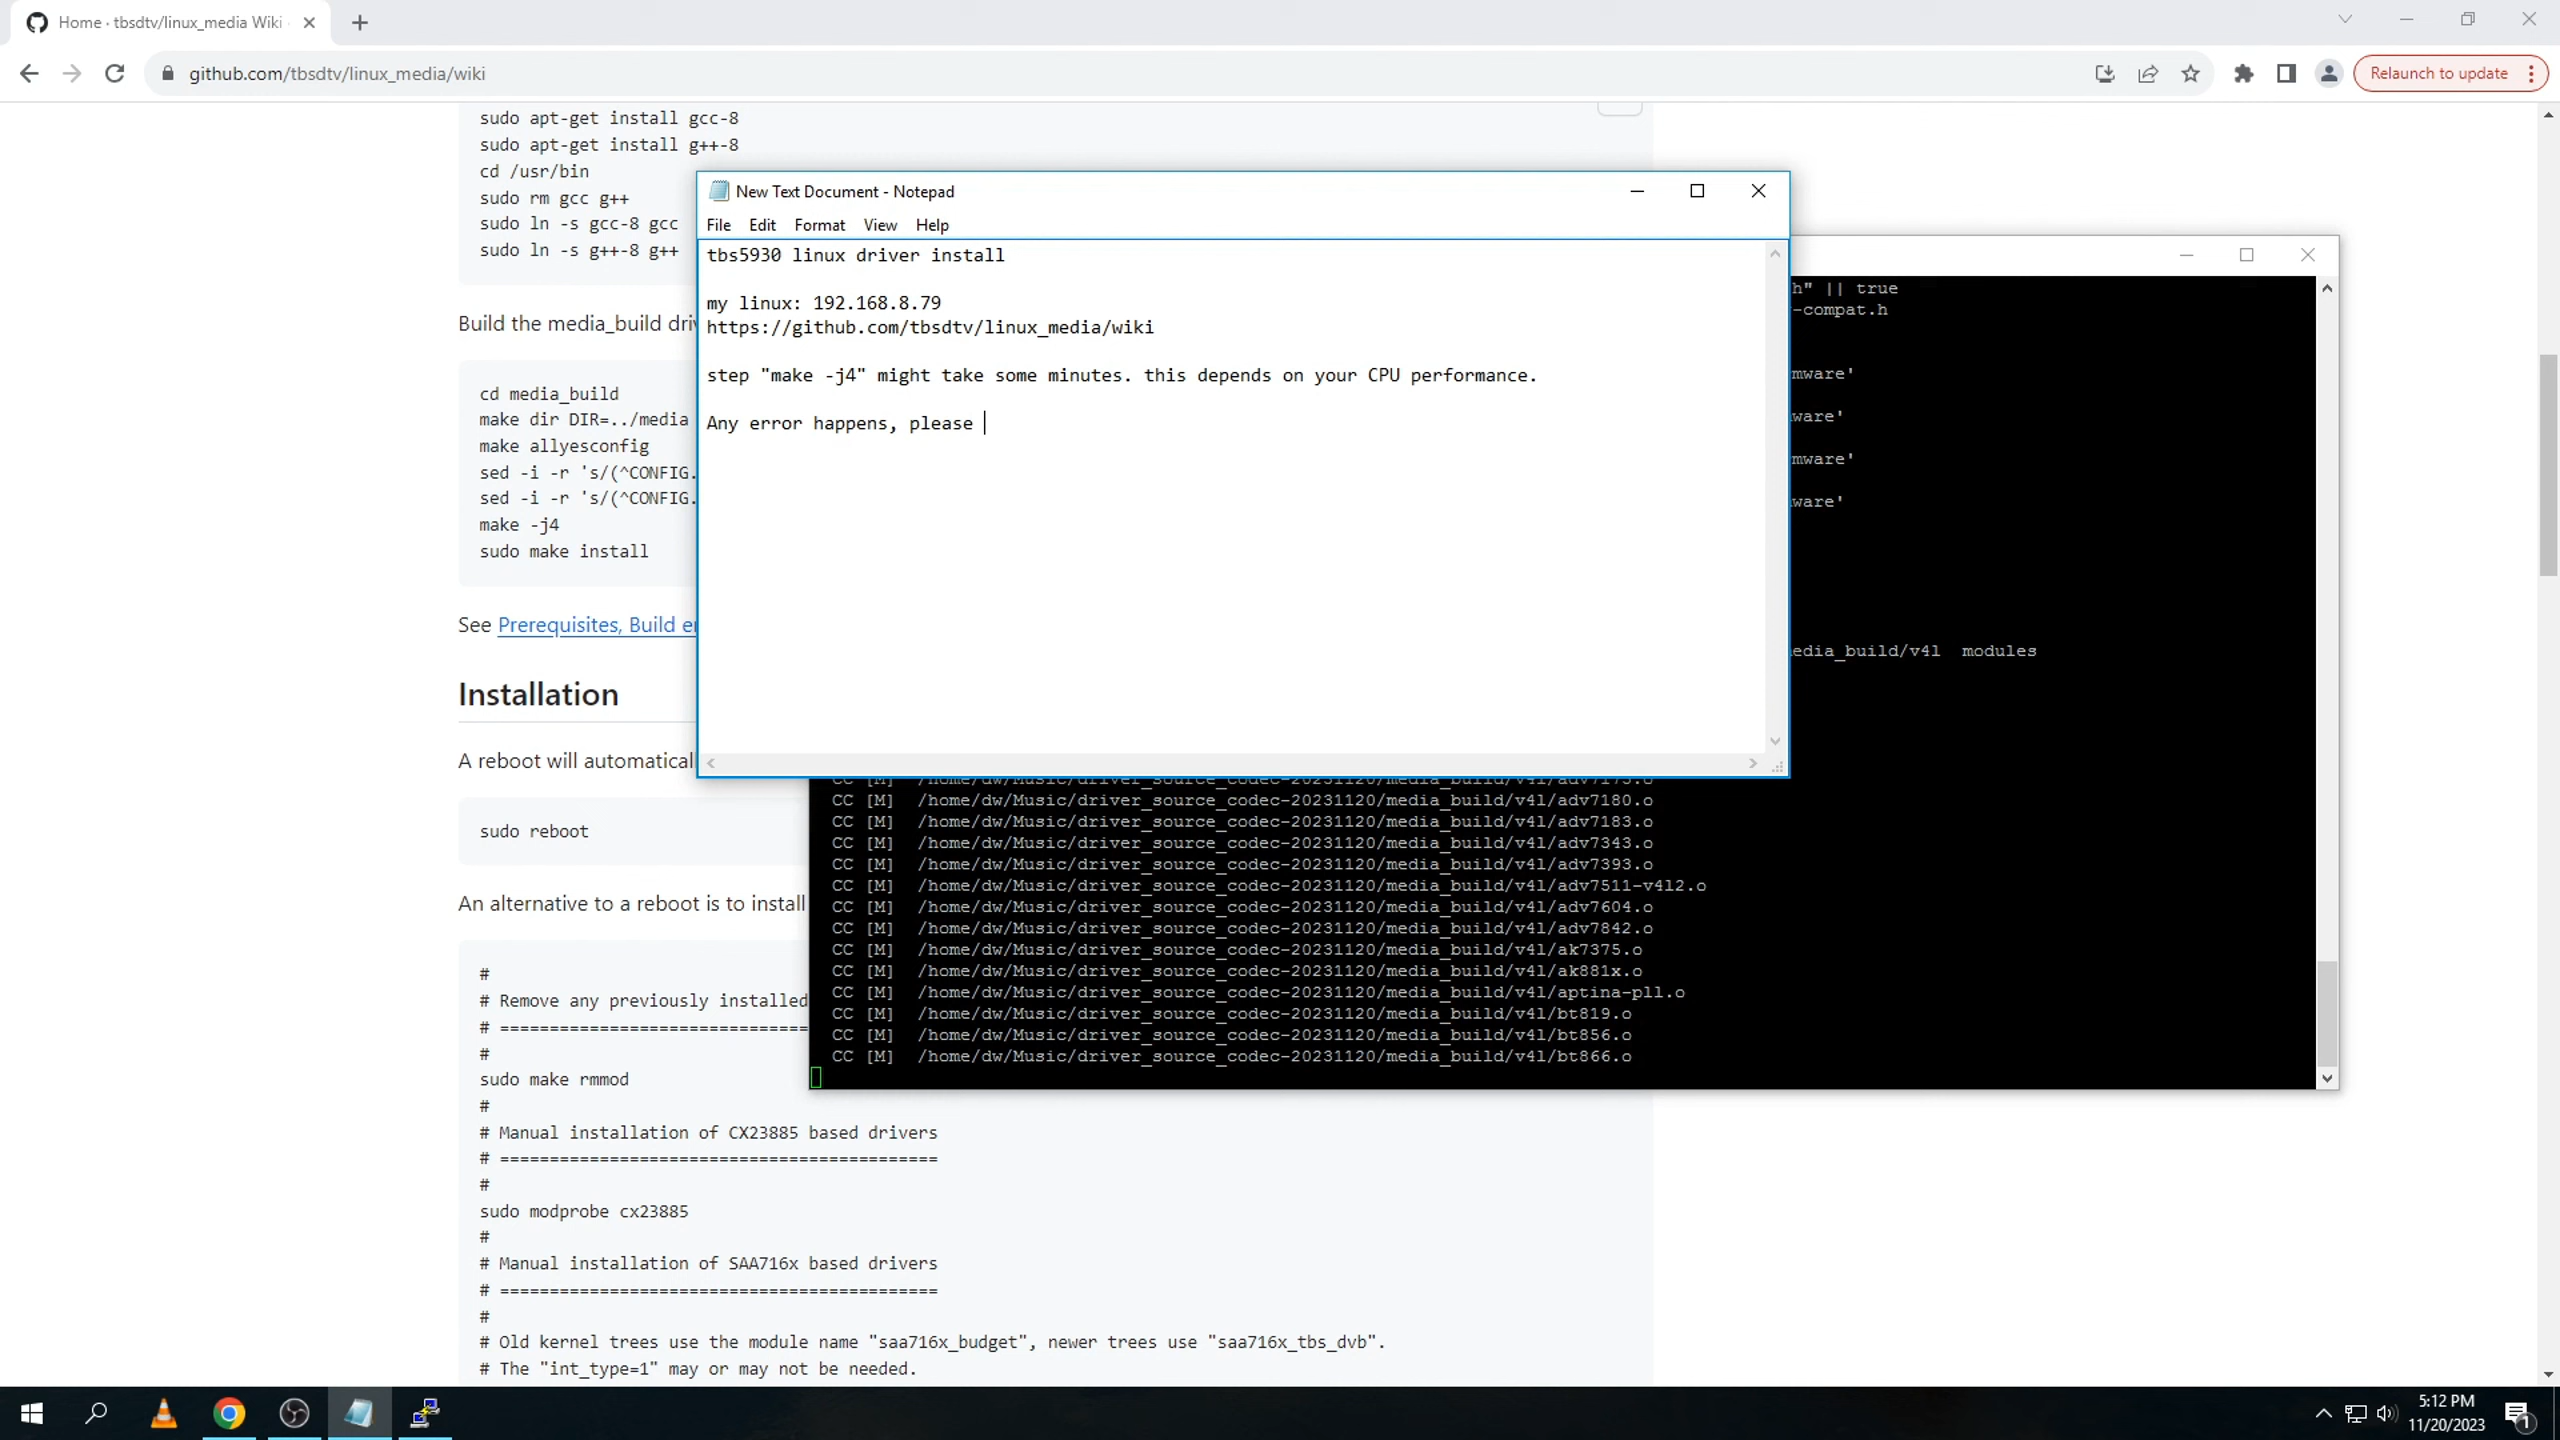 Home · tbsdtv/linux_media Wiki
github.com/tbsdtv/linux_media/wiki
Relaunch to update
sudo apt-get install gcc-8
sudo apt-get install g++-8
cd /usr/bin
sudo rm gcc g++
sudo ln -s gcc-8 gcc
sudo ln -s g++-8 g++
Build the media_build
cd media_build
make dir DIR=../media
make allyesconfig
sed -i -r 's/(^CONFIG.
sed -i -r 's/(^CONFIG.
make -j4
sudo make install
See Prerequisites, Build
Installation
A reboot will
sudo reboot
An alternative to a reboot is to install
#
# Remove any previously installed
# ===============================
#
sudo make rmmod
#
# Manual installation of CX23885 based drivers
# ============================================
#
sudo modprobe cx23885
#
# Manual installation of SAA716x based drivers
# ============================================
#
# Old kernel trees use the module name "saa716x_budget", newer trees use "saa716x_tbs_dvb".
# The "int_type=1" may or may not be needed.
New Text Document - Notepad
File Edit Format View Help
tbs5930 linux driver install
my linux: 192.168.8.79
https://github.com/tbsdtv/linux_media/wiki
step "make -j4" might take some minutes. this depends on your CPU performance.
Any error happens, please
h" || true
-compat.h
mware'
ware'
mware'
ware'
edia_build/v4l modules
CC [M] /home/dw/Music/driver_source_codec-20231120/media_build/v4l/adv7175.o
CC [M] /home/dw/Music/driver_source_codec-20231120/media_build/v4l/adv7180.o
CC [M] /home/dw/Music/driver_source_codec-20231120/media_build/v4l/adv7183.o
CC [M] /home/dw/Music/driver_source_codec-20231120/media_build/v4l/adv7343.o
CC [M] /home/dw/Music/driver_source_codec-20231120/media_build/v4l/adv7393.o
CC [M] /home/dw/Music/driver_source_codec-20231120/media_build/v4l/adv7511-v4l2.o
CC [M] /home/dw/Music/driver_source_codec-20231120/media_build/v4l/adv7604.o
CC [M] /home/dw/Music/driver_source_codec-20231120/media_build/v4l/adv7842.o
CC [M] /home/dw/Music/driver_source_codec-20231120/media_build/v4l/ak7375.o
CC [M] /home/dw/Music/driver_source_codec-20231120/media_build/v4l/ak881x.o
CC [M] /home/dw/Music/driver_source_codec-20231120/media_build/v4l/aptina-pll.o
CC [M] /home/dw/Music/driver_source_codec-20231120/media_build/v4l/bt819.o
CC [M] /home/dw/Music/driver_source_codec-20231120/media_build/v4l/bt856.o
CC [M] /home/dw/Music/driver_source_codec-20231120/media_build/v4l/bt866.o
5:12 PM
11/20/2023
1